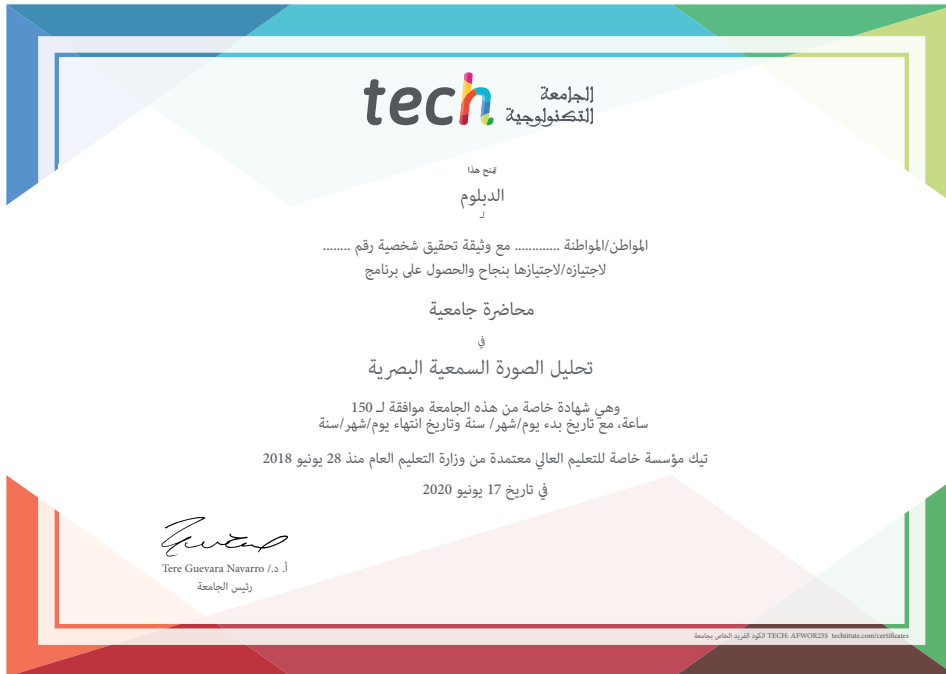 tech الجامعة
التكنولوجية
تمنح هذا
الدبلوم
لـ
المواطن/المواطنة ............ مع وثيقة تحقيق شخصية رقم ........
لاجتيازه/لاجتيازها بنجاح والحصول على برنامج
محاضرة جامعية
في
تحليل الصورة السمعية البصرية
وهي شهادة خاصة من هذه الجامعة موافقة لـ 150
ساعة، مع تاريخ بدء يوم/شهر/ سنة وتاريخ انتهاء يوم/شهر/سنة
تيك مؤسسة خاصة للتعليم العالي معتمدة من وزارة التعليم العام منذ 28 يونيو 2018
في تاريخ 17 يونيو 2020
أ. د./ Tere Guevara Navarro
رئيس الجامعة
الكود الفريد الخاص بجامعة TECH: AFWOR23S techtitute.com/certificates